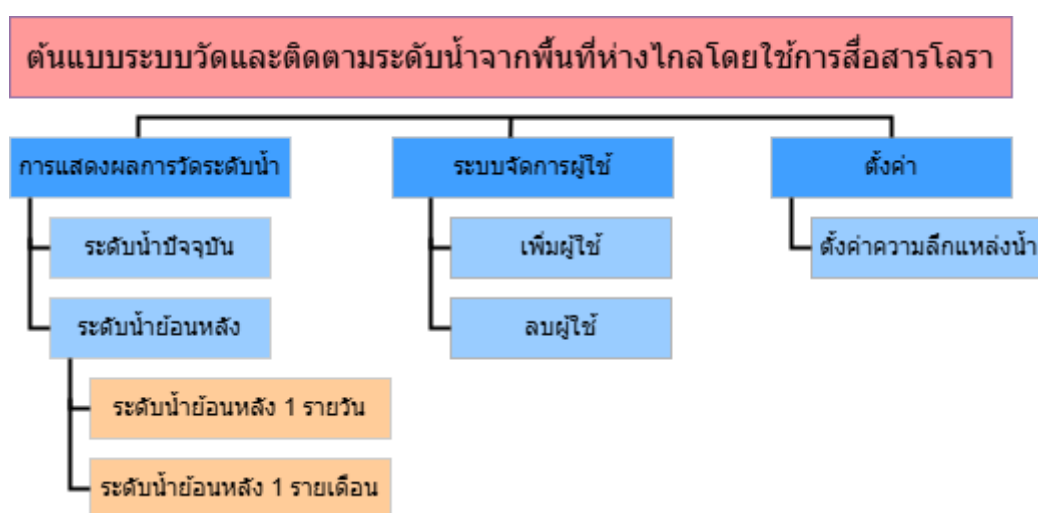 ต้นแบบระบบวัดและติดตามระดับน้ำจากพื้นที่ห่างไกลโดยใช้การสื่อสารโลรา
การแสดงผลการวัดระดับน้ำ
ระดับน้ำปัจจุบัน
ระดับน้ำย้อนหลัง
ระดับน้ำย้อนหลัง 1 รายวัน
ระดับน้ำย้อนหลัง 1 รายเดือน
ระบบจัดการผู้ใช้
เพิ่มผู้ใช้
ลบผู้ใช้
ตั้งค่า
ตั้งค่าความลึกแหล่งน้ำ